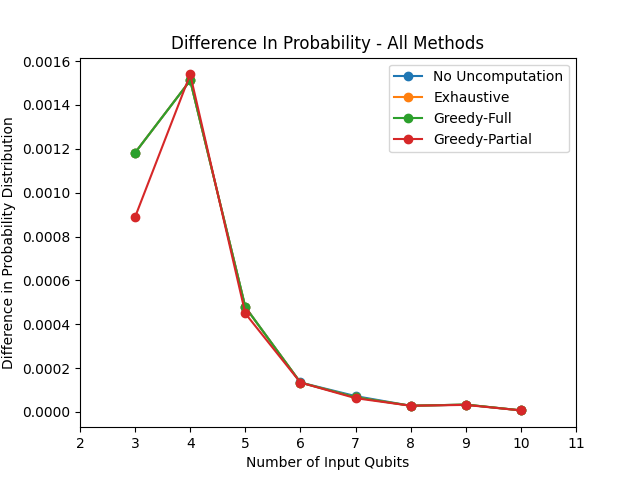 Difference In Probability - All Methods
Difference in Probability Distribution
0.0016
0.0014
0.0012
0.0010
0.0008
0.0006
0.0004
0.0002
0.0000
No Uncomputation
Exhaustive
Greedy-Full
Greedy-Partial
2 3 4 5 6 7 8 9 10 11
Number of Input Qubits